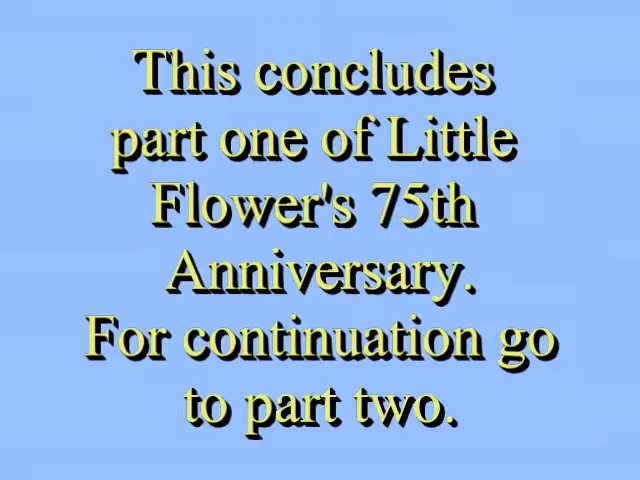 This concludes
part one of Little
Flower's 75th
Anniversary.
For continuation go
to part two.